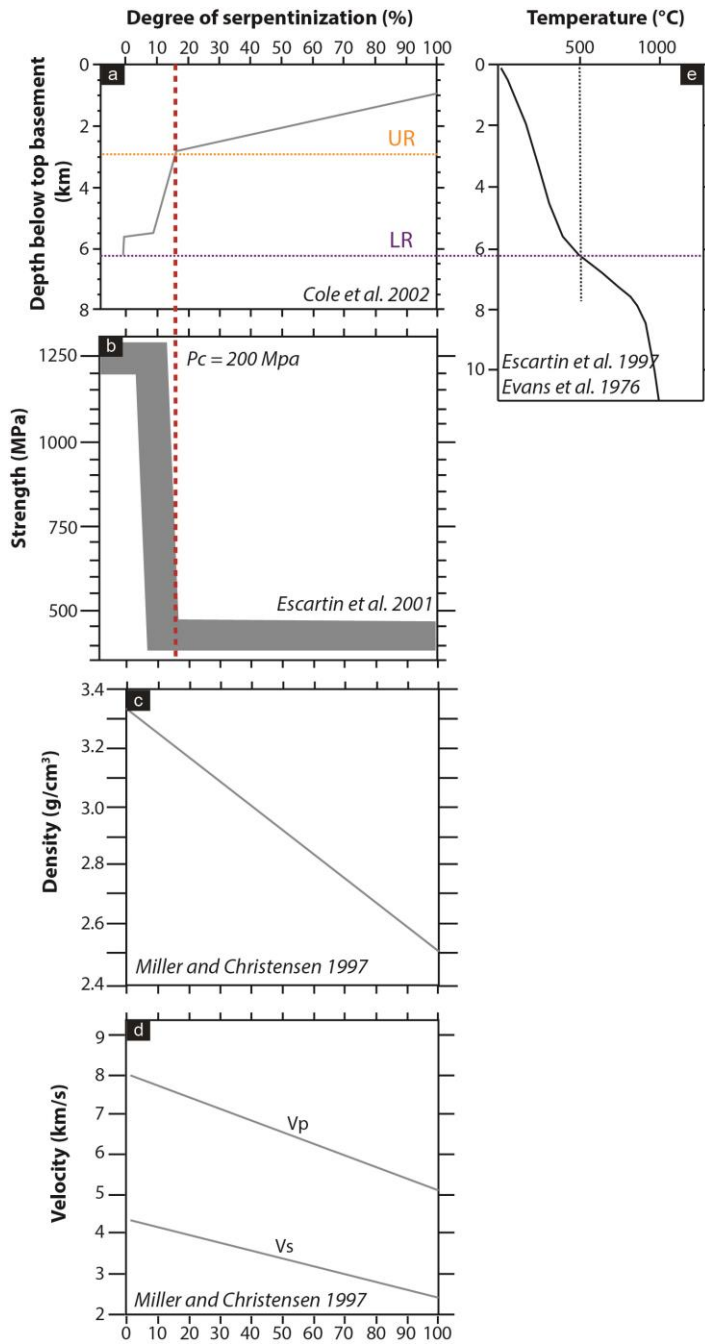 Degree of serpentinization (%)
0 10 20 30 40 50 60 70 80 90 100
a
0
2
4
6
8
Depth below top basement
(km)
UR
LR
Cole et al. 2002
Temperature (°C)
500 1000
e
0
2
4
6
8
10
Escartin et al. 1997
Evans et al. 1976
b
Pc = 200 Mpa
1250
1000
750
500
Strength (MPa)
Escartin et al. 2001
c
3.4
3.2
3.0
2.8
2.6
2.4
Density (g/cm³)
Miller and Christensen 1997
d
9
8
7
6
5
4
3
2
Velocity (km/s)
Vp
Vs
Miller and Christensen 1997
0 10 20 30 40 50 60 70 80 90 100